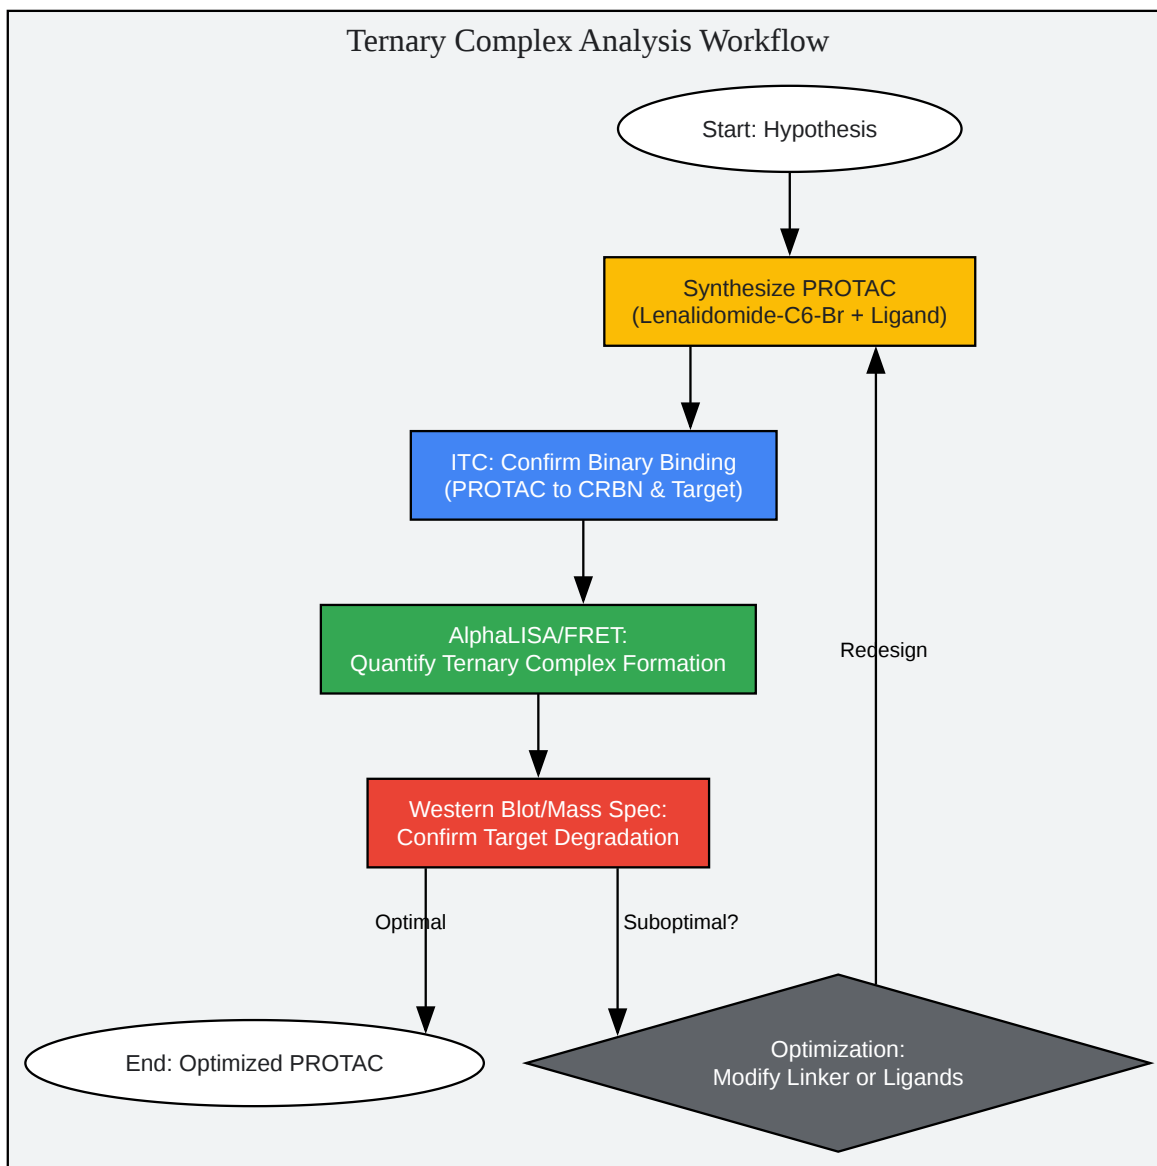 Ternary Complex Analysis Workflow
Start: Hypothesis
Synthesize PROTAC
(Lenalidomide-C6-Br + Ligand)
ITC: Confirm Binary Binding
(PROTAC to CRBN & Target)
AlphaLISA/FRET:
Quantify Ternary Complex Formation
Redesign
Western Blot/Mass Spec:
Confirm Target Degradation
Optimal
Suboptimal?
End: Optimized PROTAC
Optimization:
Modify Linker or Ligands